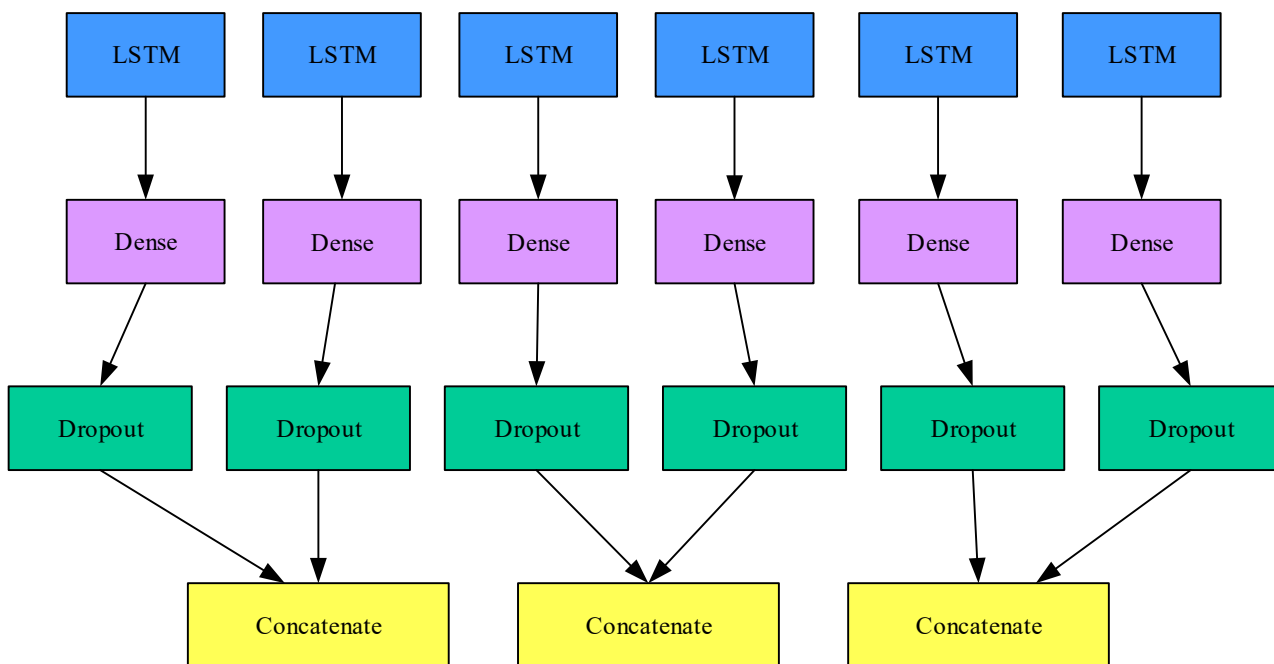 LSTM LSTM LSTM LSTM LSTM LSTM
Dense Dense Dense Dense Dense Dense
Dropout Dropout Dropout Dropout Dropout Dropout
Concatenate Concatenate Concatenate